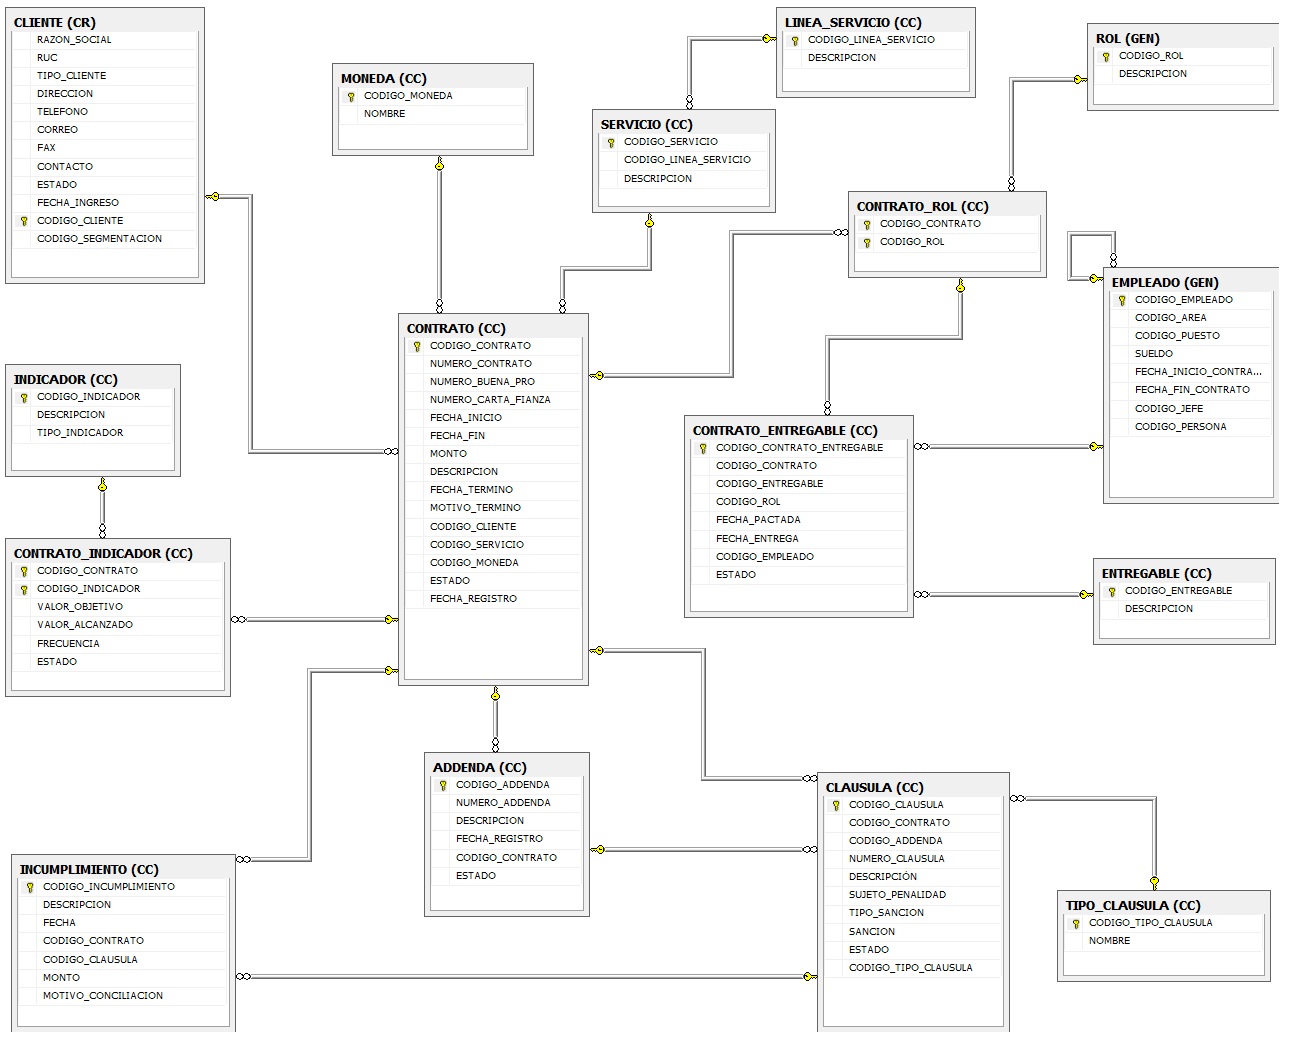 CLIENTE (CR)
RAZON_SOCIAL
RUC
TIPO_CLIENTE
DIRECCION
TELEFONO
CORREO
FAX
CONTACTO
ESTADO
FECHA_INGRESO
CODIGO_CLIENTE
CODIGO_SEGMENTACION
MONEDA (CC)
CODIGO_MONEDA
NOMBRE
LINEA_SERVICIO (CC)
CODIGO_LINEA_SERVICIO
DESCRIPCION
ROL (GEN)
CODIGO_ROL
DESCRIPCION
SERVICIO (CC)
CODIGO_SERVICIO
CODIGO_LINEA_SERVICIO
DESCRIPCION
CONTRATO_ROL (CC)
CODIGO_CONTRATO
CODIGO_ROL
EMPLEADO (GEN)
CODIGO_EMPLEADO
CODIGO_AREA
CODIGO_PUESTO
SUELDO
FECHA_INICIO_CONTRA...
FECHA_FIN_CONTRATO
CODIGO_JEFE
CODIGO_PERSONA
CONTRATO (CC)
CODIGO_CONTRATO
NUMERO_CONTRATO
NUMERO_BUENA_PRO
NUMERO_CARTA_FIANZA
FECHA_INICIO
FECHA_FIN
MONTO
DESCRIPCION
FECHA_TERMINO
MOTIVO_TERMINO
CODIGO_CLIENTE
CODIGO_SERVICIO
CODIGO_MONEDA
ESTADO
FECHA_REGISTRO
INDICADOR (CC)
CODIGO_INDICADOR
DESCRIPCION
TIPO_INDICADOR
CONTRATO_ENTREGABLE (CC)
CODIGO_CONTRATO_ENTREGABLE
CODIGO_CONTRATO
CODIGO_ENTREGABLE
CODIGO_ROL
FECHA_PACTADA
FECHA_ENTREGA
CODIGO_EMPLEADO
ESTADO
CONTRATO_INDICADOR (CC)
CODIGO_CONTRATO
CODIGO_INDICADOR
VALOR_OBJETIVO
VALOR_ALCANZADO
FRECUENCIA
ESTADO
ENTREGABLE (CC)
CODIGO_ENTREGABLE
DESCRIPCION
ADDENDA (CC)
CODIGO_ADDENDA
NUMERO_ADDENDA
DESCRIPCION
FECHA_REGISTRO
CODIGO_CONTRATO
ESTADO
CLAUSULA (CC)
CODIGO_CLAUSULA
CODIGO_CONTRATO
CODIGO_ADDENDA
NUMERO_CLAUSULA
DESCRIPCIÓN
SUJETO_PENALIDAD
TIPO_SANCION
SANCION
ESTADO
CODIGO_TIPO_CLAUSULA
INCUMPLIMIENTO (CC)
CODIGO_INCUMPLIMIENTO
DESCRIPCION
FECHA
CODIGO_CONTRATO
CODIGO_CLAUSULA
MONTO
MOTIVO_CONCILIACION
TIPO_CLAUSULA (CC)
CODIGO_TIPO_CLAUSULA
NOMBRE